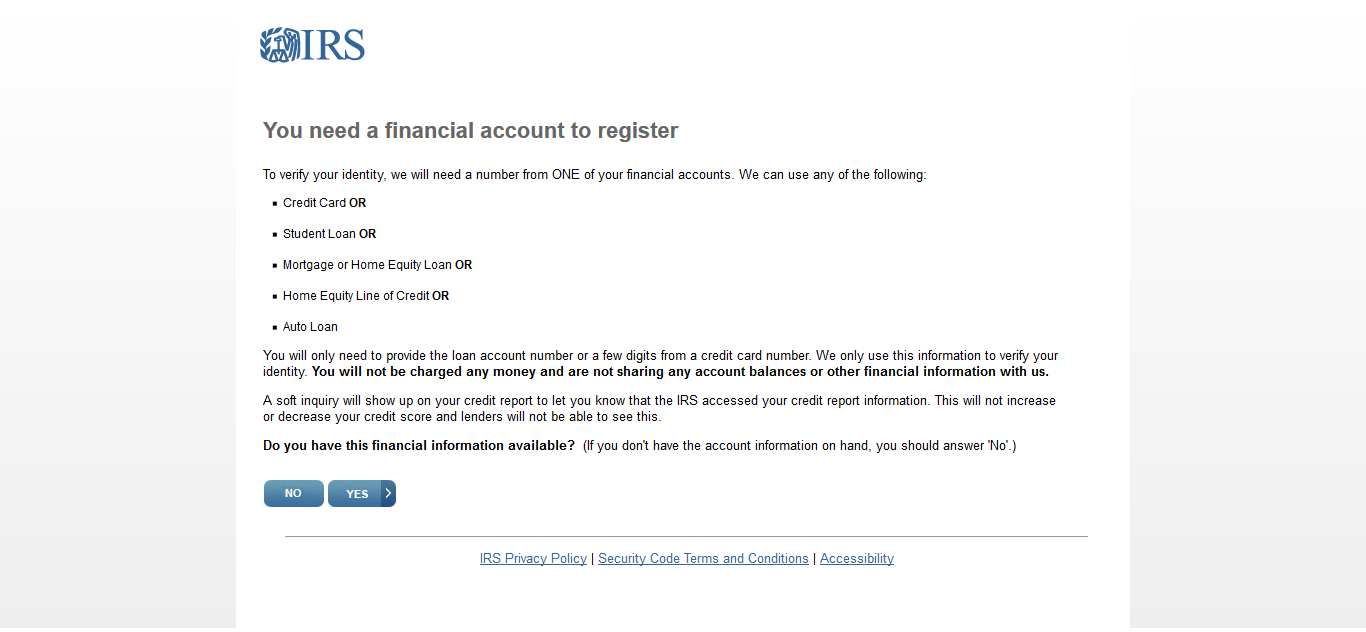 IRS
You need a financial account to register
To verify your identity, we will need a number from ONE of your financial accounts. We can use any of the following:
▪ Credit Card OR
▪ Student Loan OR
▪ Mortgage or Home Equity Loan OR
▪ Home Equity Line of Credit OR
▪ Auto Loan
You will only need to provide the loan account number or a few digits from a credit card number. We only use this information to verify your
identity. You will not be charged any money and are not sharing any account balances or other financial information with us.
A soft inquiry will show up on your credit report to let you know that the IRS accessed your credit report information. This will not increase
or decrease your credit score and lenders will not be able to see this.
Do you have this financial information available? (If you don't have the account information on hand, you should answer 'No'.)
NO YES
IRS Privacy Policy | Security Code Terms and Conditions | Accessibility